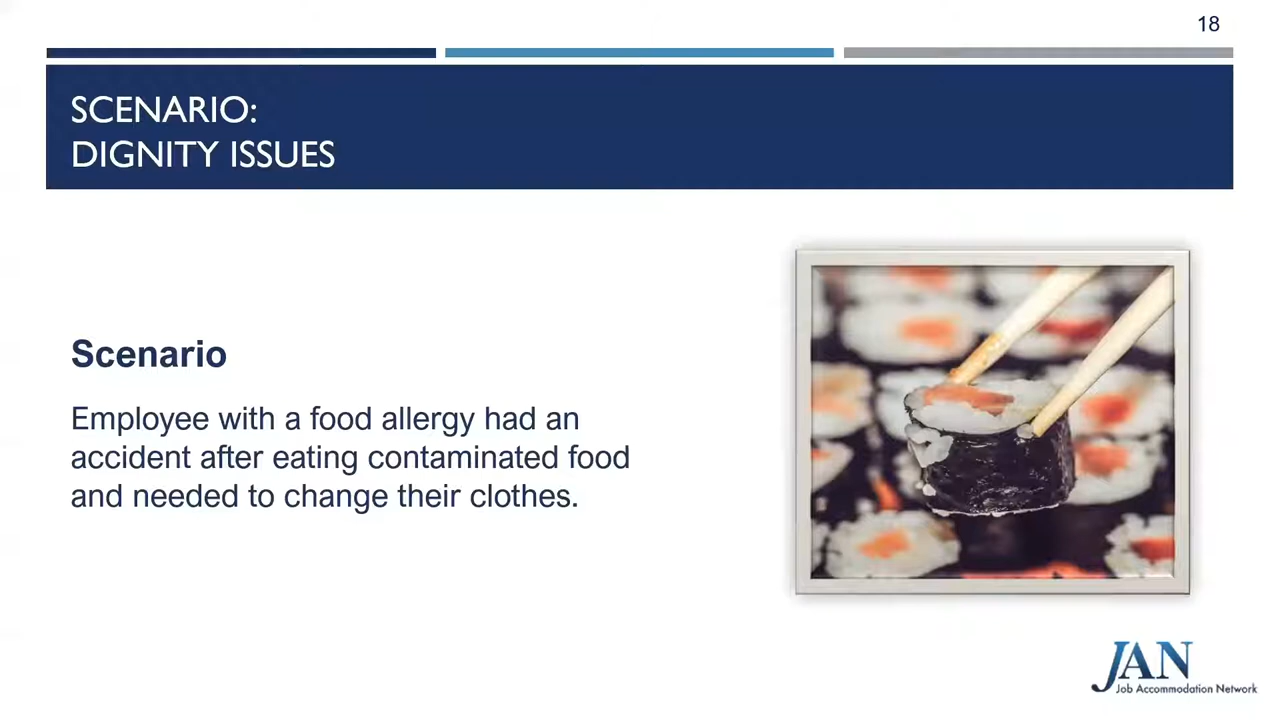 18
SCENARIO:
DIGNITY ISSUES
Scenario
Employee with a food allergy had an
accident after eating contaminated food
and needed to change their clothes.
JAN
Job Accommodation Network